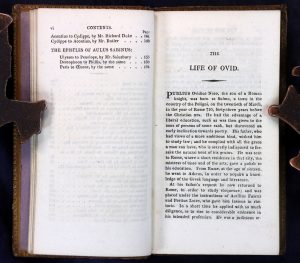 vi CONTENTS.
Page
Acontius to Cydippe, by Mr. Richard Duke
Cydippe to Acontius, by Mr. Butler
THE EPISTLES OF AULUS SABINUS:
Ulysses to Penelope, by Mr. Salusbury
Demophoon to Phillis, by the same
Paris to Œnone, by the same
THE
LIFE OF OVID.
PUBLIUS Ovidius Naso, the son of a Roman
knight, was born at Sulmo, a town in the
country of the Peligni, on the twentieth of March,
in the year of Rome 710, forty-three years before
the Christian æra. He had the advantage of a
liberal education, such as was then given to the
sons of persons of some rank, but discovered an
early inclination towards poetry. His father, who
had views of a more ambitious kind, wished him
to study law; and he complied with all the grace
a man can have, who is secretly indisposed to for-
sake the natural bent of his genius. He was sent
to Rome, where a short residence in that city, the
mistress of taste and of the arts, gave a polish to
his manners. From Rome, at the age of sixteen,
he went to Athens, in order to acquire a know-
ledge of the Greek language and literature.
At his father's request he now returned to
Rome, in order to study eloquence; and was
placed under the instructions of Arellius Fuscus
and Porcius Latro, who gave him lessons in rhe-
toric. In a short time he applied with so much
diligence, as to rise to considerable eminence in
his intended profession. He was a